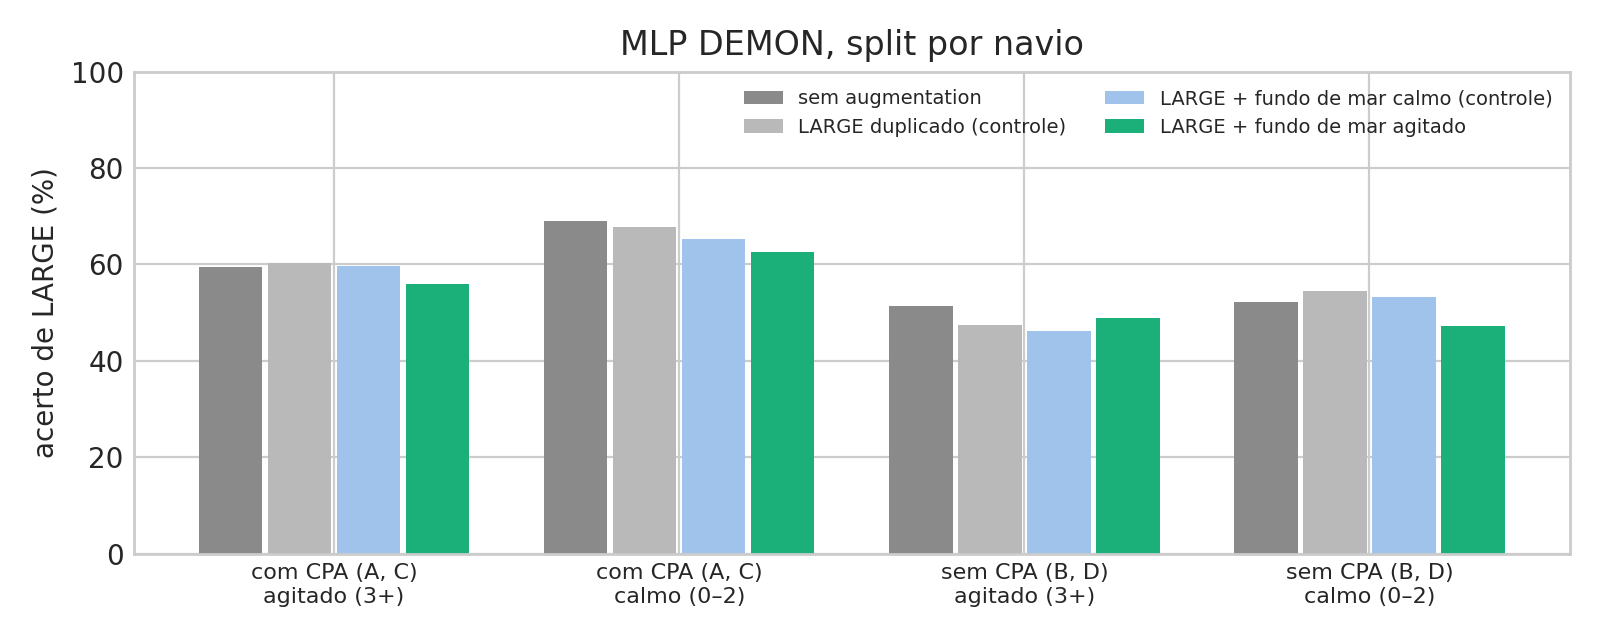 MLP DEMON, split por navio
sem augmentation
LARGE duplicado (controle)
LARGE + fundo de mar calmo (controle)
LARGE + fundo de mar agitado
acerto de LARGE (%)
100
80
60
40
20
0
com CPA (A, C)
agitado (3+)
com CPA (A, C)
calmo (0–2)
sem CPA (B, D)
agitado (3+)
sem CPA (B, D)
calmo (0–2)